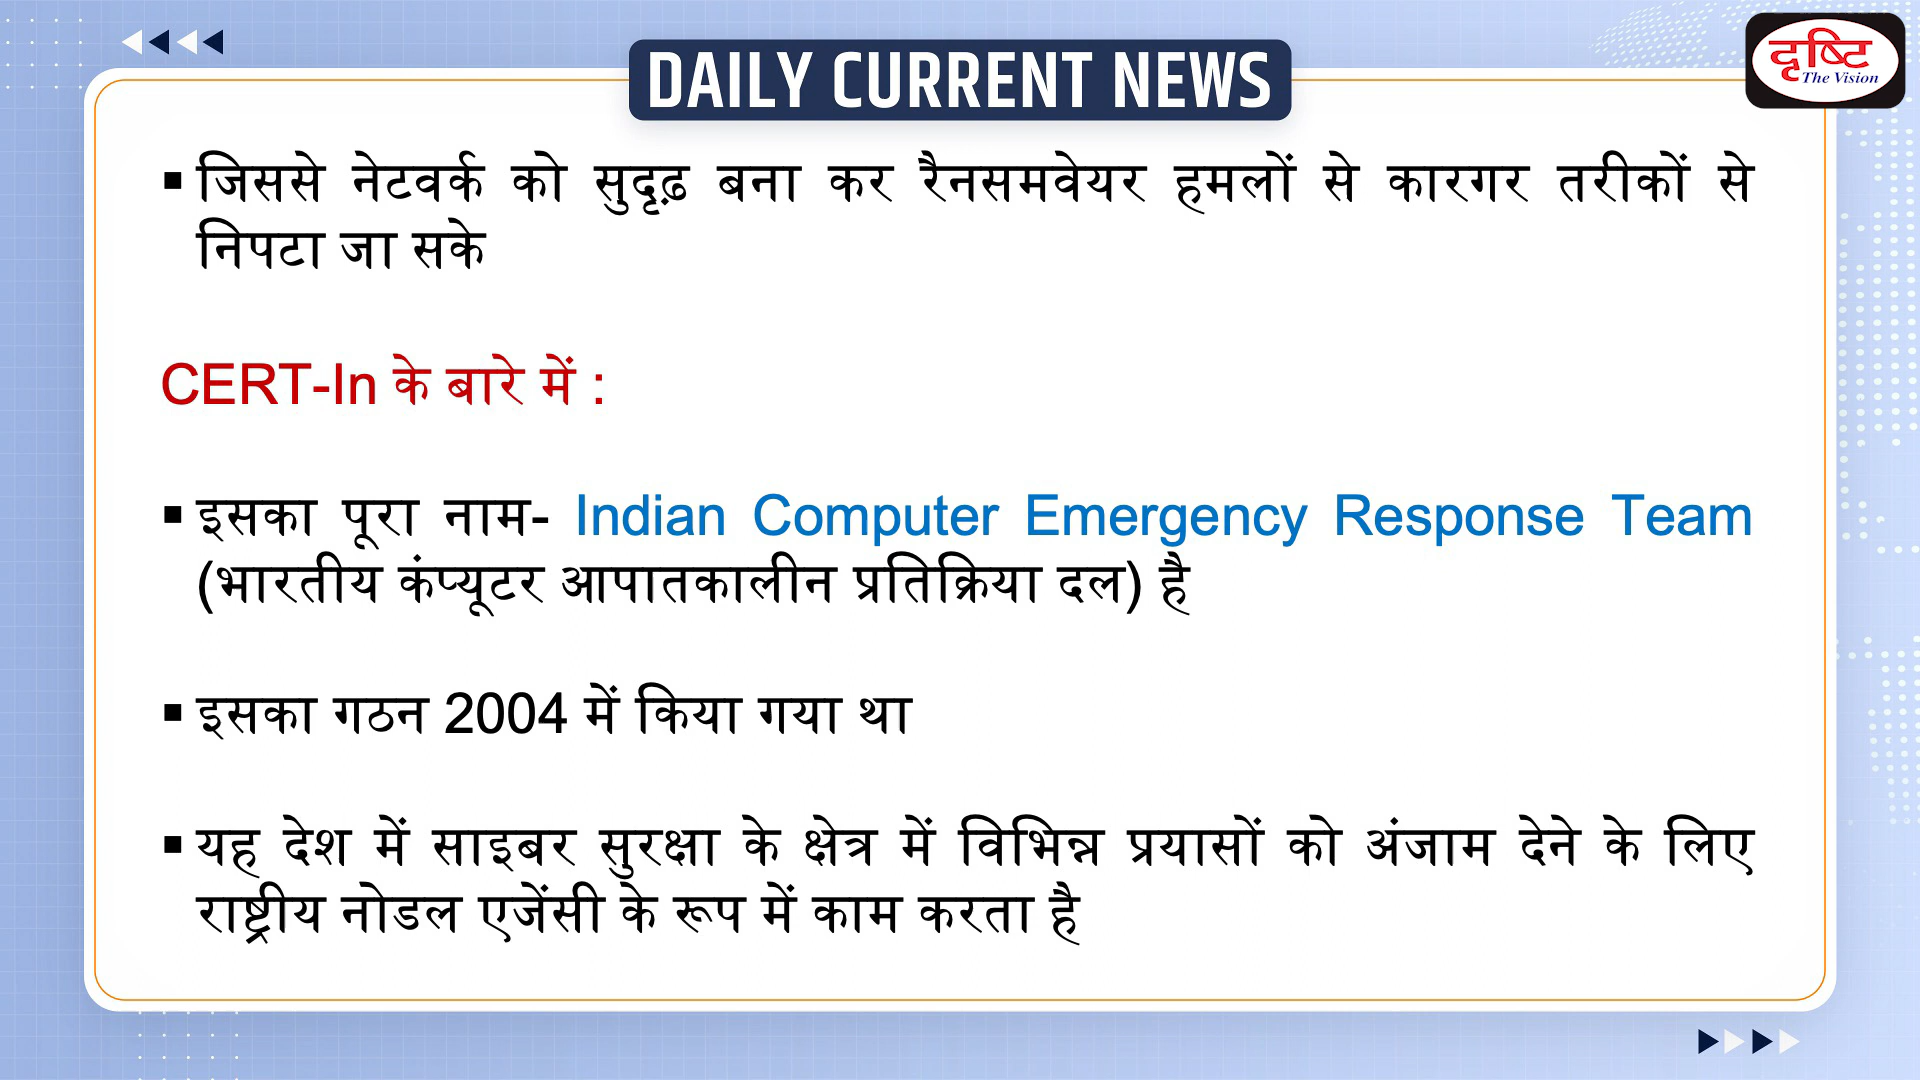 DAILY CURRENT NEWS
दृष्टि
The Vision
▪ जिससे नेटवर्क को सुदृढ़ बना कर रैनसमवेयर हमलों से कारगर तरीकों से
निपटा जा सके
CERT-In के बारे में :
▪ इसका पूरा नाम- Indian Computer Emergency Response Team
(भारतीय कंप्यूटर आपातकालीन प्रतिक्रिया दल) है
▪ इसका गठन 2004 में किया गया था
▪ यह देश में साइबर सुरक्षा के क्षेत्र में विभिन्न प्रयासों को अंजाम देने के लिए
राष्ट्रीय नोडल एजेंसी के रूप में काम करता है